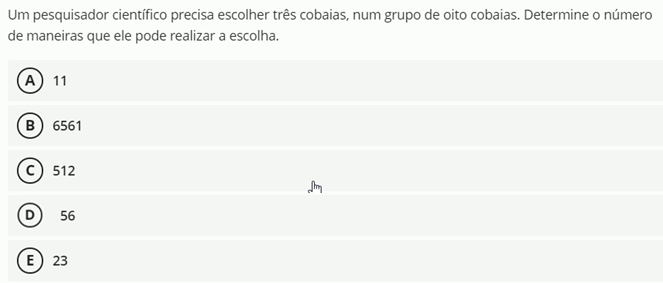 Um pesquisador científico precisa escolher três cobaias, num grupo de oito cobaias. Determine o número
de maneiras que ele pode realizar a escolha.
A 11
B 6561
C 512
D 56
E 23